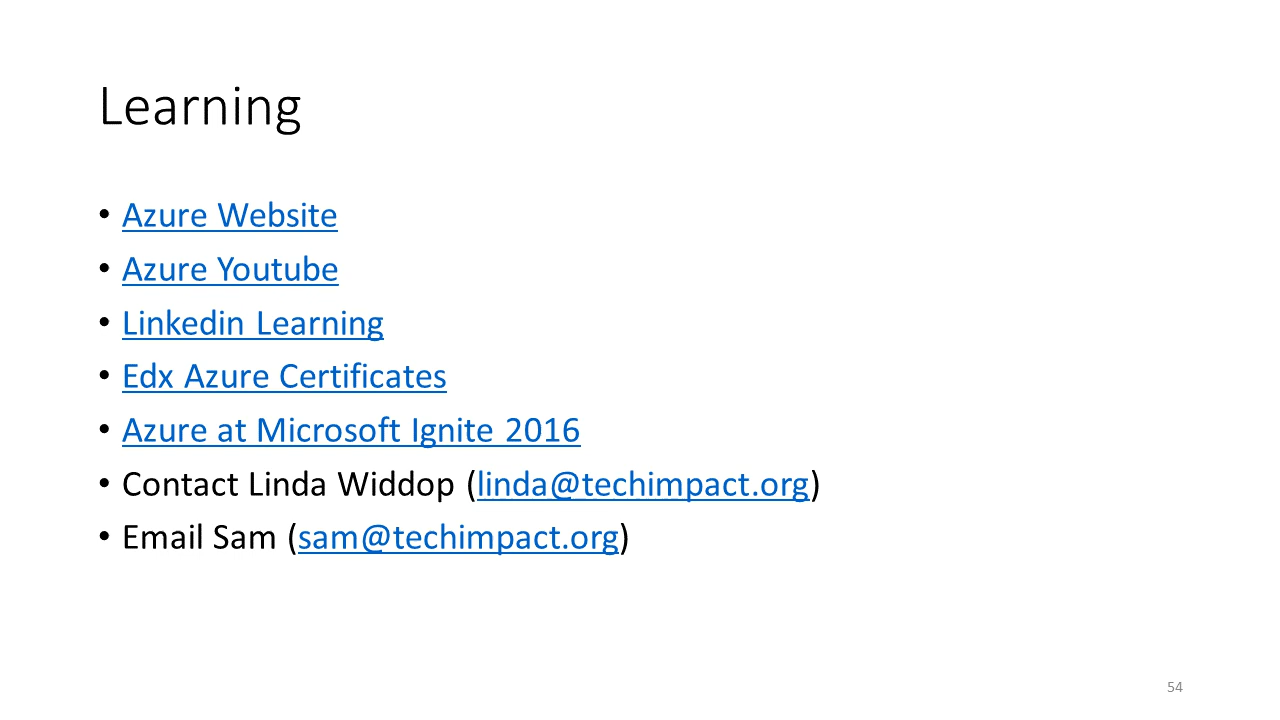 Learning
• Azure Website
• Azure Youtube
• Linkedin Learning
• Edx Azure Certificates
• Azure at Microsoft Ignite 2016
• Contact Linda Widdop (linda@techimpact.org)
• Email Sam (sam@techimpact.org)
54